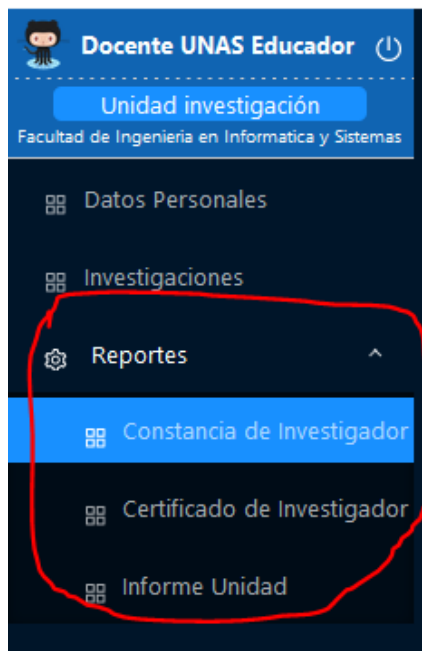 Docente UNAS Educador
Unidad investigación
Facultad de Ingenieria en Informatica y Sistemas
Datos Personales
Investigaciones
Reportes
Constancia de Investigador
Certificado de Investigador
Informe Unidad